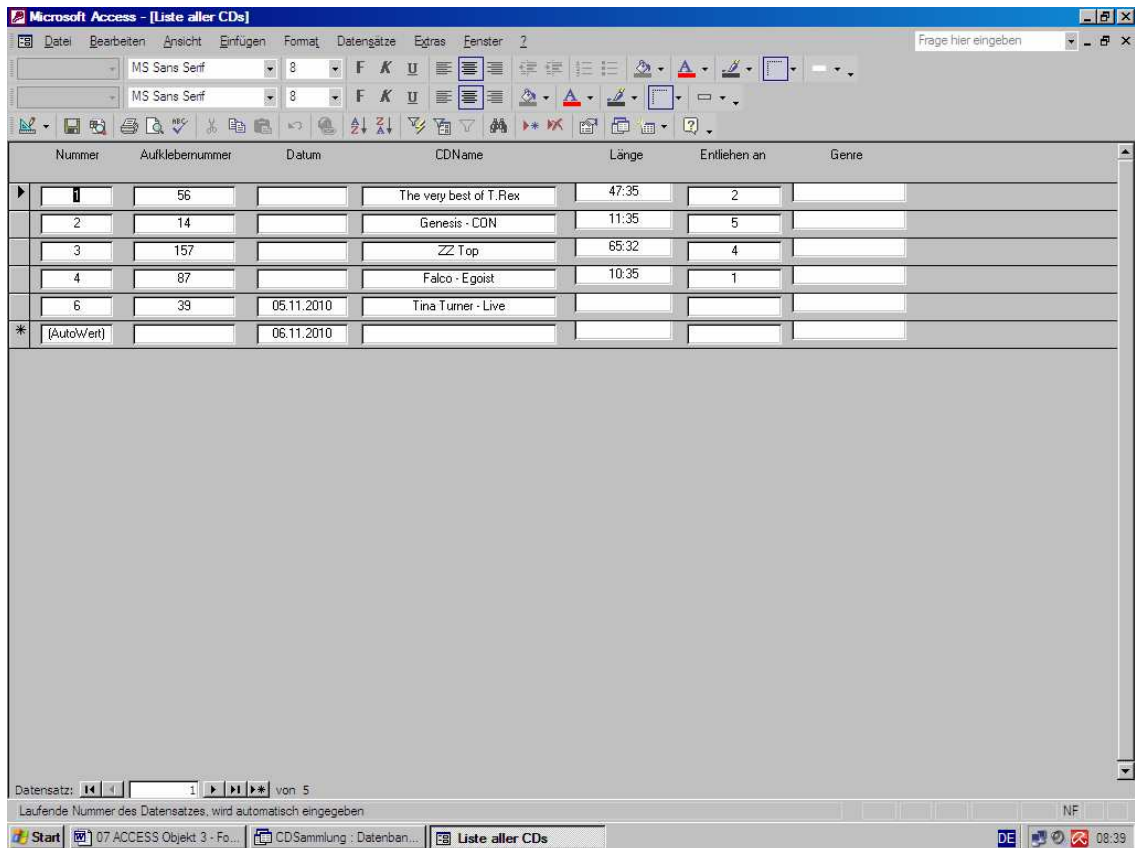 Microsoft Access - [Liste aller CDs]
Datei Bearbeiten Ansicht Einfügen Format Datensätze Extras Fenster ? Frage hier eingeben
MS Sans Serif 8 F K U
MS Sans Serif 8 F K U
Nummer Aufklebernummer Datum CDName Länge Entliehen an Genre
1 56 The very best of T.Rex 47:35 2
2 14 Genesis - CON 11:35 5
3 157 ZZ Top 65:32 4
4 87 Falco - Egoist 10:35 1
6 39 05.11.2010 Tina Turner - Live
(AutoWert) 06.11.2010
Datensatz: 1 von 5
Laufende Nummer des Datensatzes, wird automatisch eingegeben NF
Start 07 ACCESS Objekt 3 - Fo... CDSammlung : Datenban... Liste aller CDs DE 08:39